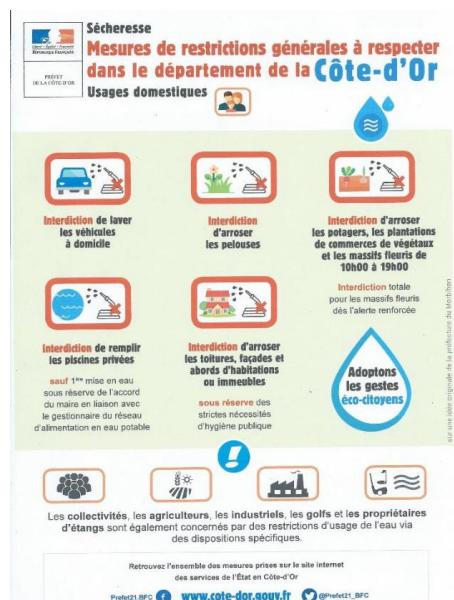 Sécheresse
Mesures de restrictions générales à respecter
dans le département de la Côte-d'Or
Usages domestiques
Liberté • Égalité • Fraternité
RÉPUBLIQUE FRANÇAISE
PRÉFET
DE LA CÔTE-D'OR
Interdiction de laver
les véhicules
à domicile
Interdiction
d'arroser
les pelouses
Interdiction d'arroser
les potagers, les plantations
de commerces de végétaux
et les massifs fleuris de
10h00 à 19h00
Interdiction totale
pour les massifs fleuris
dès l'alerte renforcée
Interdiction de remplir
les piscines privées
sauf 1ère mise en eau
sous réserve de l'accord
du maire en liaison avec
le gestionnaire du réseau
d'alimentation en eau potable
Interdiction d'arroser
les toitures, façades et
abords d'habitations
ou immeubles
sous réserve des
strictes nécessités
d'hygiène publique
Adoptons
les gestes
éco-citoyens
sur une idée originale de la préfecture du Morbihan
!
Les collectivités, les agriculteurs, les industriels, les golfs et les propriétaires
d'étangs sont également concernés par des restrictions d'usage de l'eau via
des dispositions spécifiques.
Retrouvez l'ensemble des mesures prises sur le site internet
des services de l'État en Côte-d'Or
Prefet21.BFC f www.cote-dor.gouv.fr @Prefet21_BFC